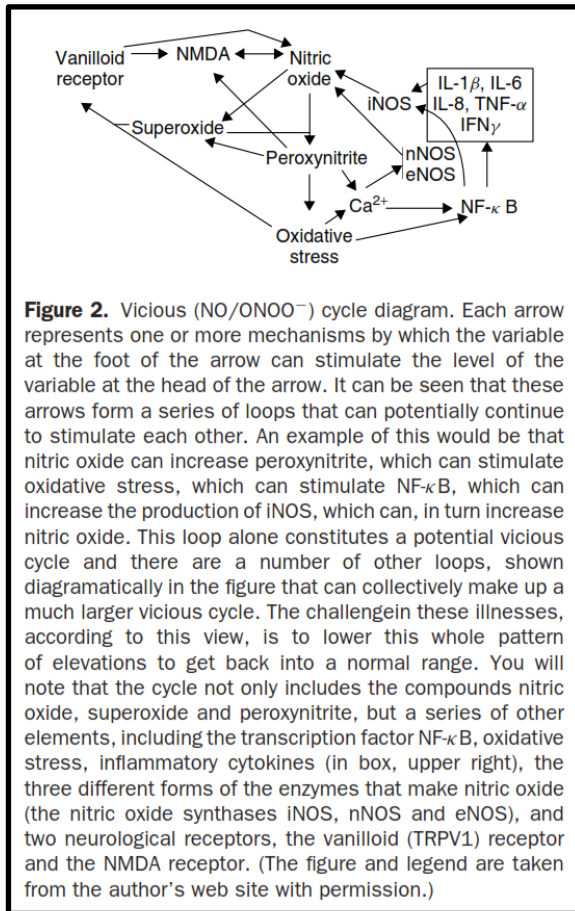 Vanilloid receptor
NMDA
Nitric oxide
iNOS
IL-1β, IL-6
IL-8, TNF-α
IFNγ
Superoxide
Peroxynitrite
nNOS
eNOS
Ca2+
NF-κ B
Oxidative stress
Figure 2. Vicious (NO/ONOO−) cycle diagram. Each arrow
represents one or more mechanisms by which the variable
at the foot of the arrow can stimulate the level of the
variable at the head of the arrow. It can be seen that these
arrows form a series of loops that can potentially continue
to stimulate each other. An example of this would be that
nitric oxide can increase peroxynitrite, which can stimulate
oxidative stress, which can stimulate NF-κB, which can
increase the production of iNOS, which can, in turn increase
nitric oxide. This loop alone constitutes a potential vicious
cycle and there are a number of other loops, shown
diagramatically in the figure that can collectively make up a
much larger vicious cycle. The challengein these illnesses,
according to this view, is to lower this whole pattern
of elevations to get back into a normal range. You will
note that the cycle not only includes the compounds nitric
oxide, superoxide and peroxynitrite, but a series of other
elements, including the transcription factor NF-κB, oxidative
stress, inflammatory cytokines (in box, upper right), the
three different forms of the enzymes that make nitric oxide
(the nitric oxide synthases iNOS, nNOS and eNOS), and
two neurological receptors, the vanilloid (TRPV1) receptor
and the NMDA receptor. (The figure and legend are taken
from the author's web site with permission.)